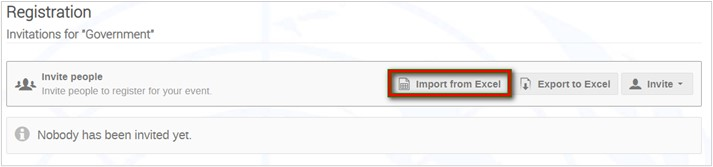 Registration
Invitations for "Government"
Invite people
Invite people to register for your event.
Import from Excel
Export to Excel
Invite
Nobody has been invited yet.